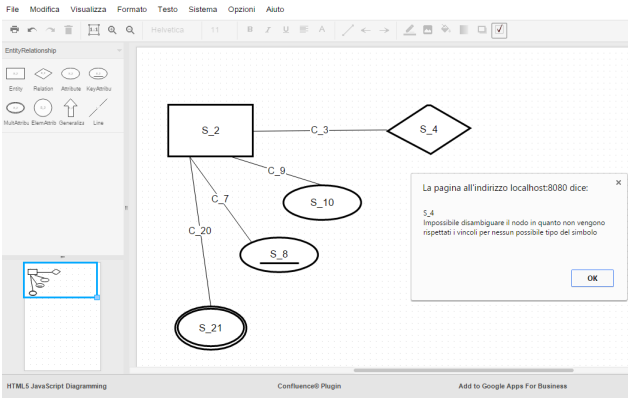 File Modifica Visualizza Formato Testo Sistema Opzioni Aiuto
Helvetica 11 B I U A
EntityRelationship
Entity Relation Attribute KeyAttribu
MultAttribu ElemAttrib Generalizz Line
S_2
C_3
S_4
C_9
C_7
S_10
C_20
S_8
S_21
La pagina all'indirizzo localhost:8080 dice:
S_4
Impossibile disambiguare il nodo in quanto non vengono
rispettati i vincoli per nessun possibile tipo del simbolo
OK
HTML5 JavaScript Diagramming Confluence® Plugin Add to Google Apps For Business